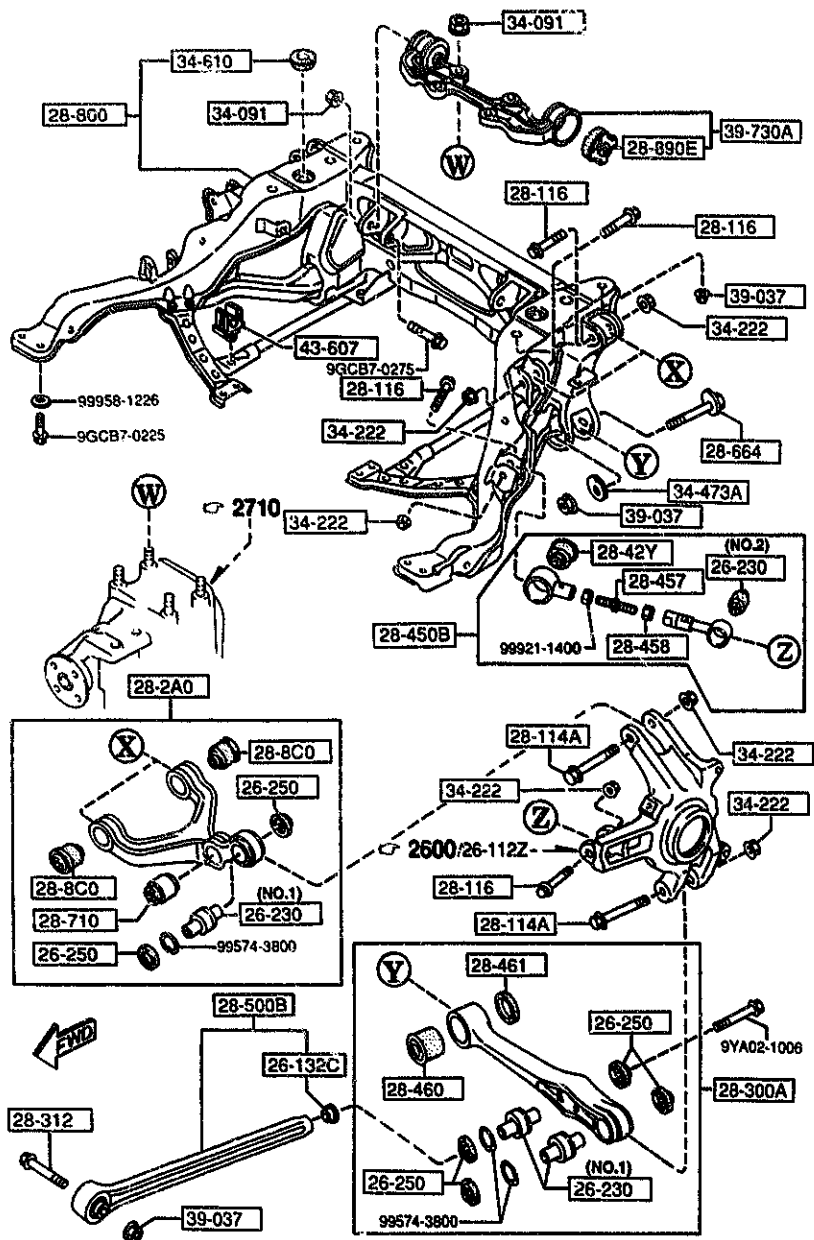 34-091
34-610
28-800
34-091
39-730A
28-890E
W
28-116
28-116
39-037
34-222
43-607
9GCB7-0275
X
28-116
99958-1226
34-222
9GCB7-0225
Y
28-664
34-473A
W
2710
34-222
39-037
28-42Y
(NO.2)
26-230
28-457
28-450B
99921-1400
28-458
Z
28-2A0
X
28-8C0
28-114A
34-222
26-250
34-222
34-222
Z
2600/26-112Z
28-8C0
28-116
28-710
(NO.1)
26-230
28-114A
26-250
99574-3800
Y
28-461
28-500B
26-250
FWD
9YA02-1006
26-132C
28-460
28-300A
28-312
26-250
(NO.1)
26-230
39-037
99574-3800